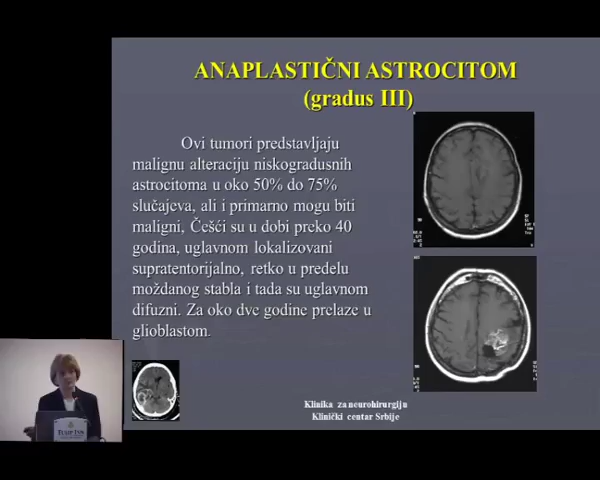 ANAPLASTIČNI ASTROCITOM
(gradus III)
Ovi tumori predstavljaju
malignu alteraciju niskogradusnih
astrocitoma u oko 50% do 75%
slučajeva, ali i primarno mogu biti
maligni, Češći su u dobi preko 40
godina, uglavnom lokalizovani
supratentorijalno, retko u predelu
moždanog stabla i tada su uglavnom
difuzni. Za oko dve godine prelaze u
glioblastom.
Klinika za neurohirurgiju
Klinički centar Srbije
TULIP INN